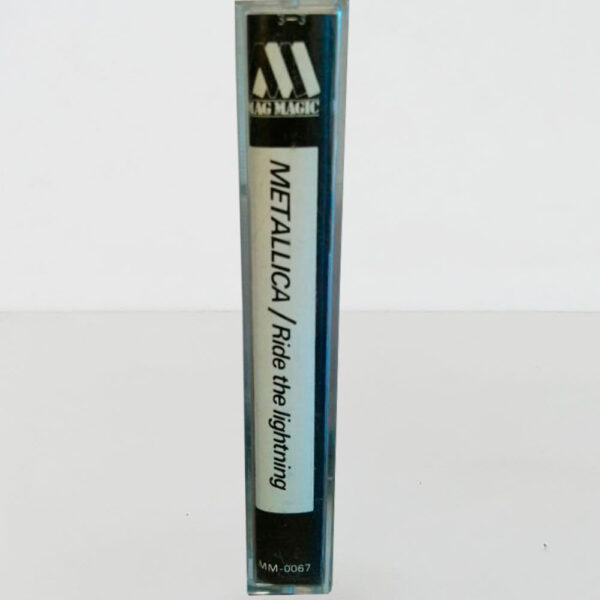 MAG MAGIC
METALLICA / Ride the lightning
MM-0067